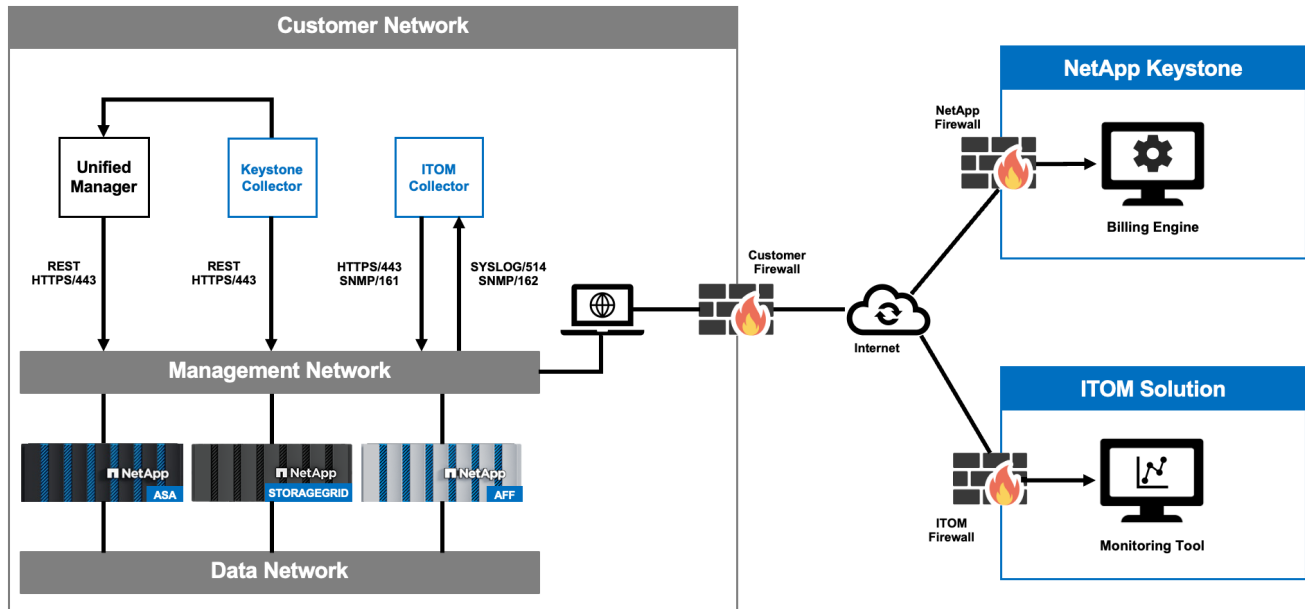 Customer Network
NetApp Keystone
NetApp
Firewall
Billing Engine
Unified
Manager
Keystone
Collector
ITOM
Collector
REST
HTTPS/443
REST
HTTPS/443
HTTPS/443
SNMP/161
SYSLOG/514
SNMP/162
Customer
Firewall
Internet
Management Network
ITOM Solution
NetApp
ASA
NetApp
STORAGEGRID
NetApp
AFF
ITOM
Firewall
Monitoring Tool
Data Network